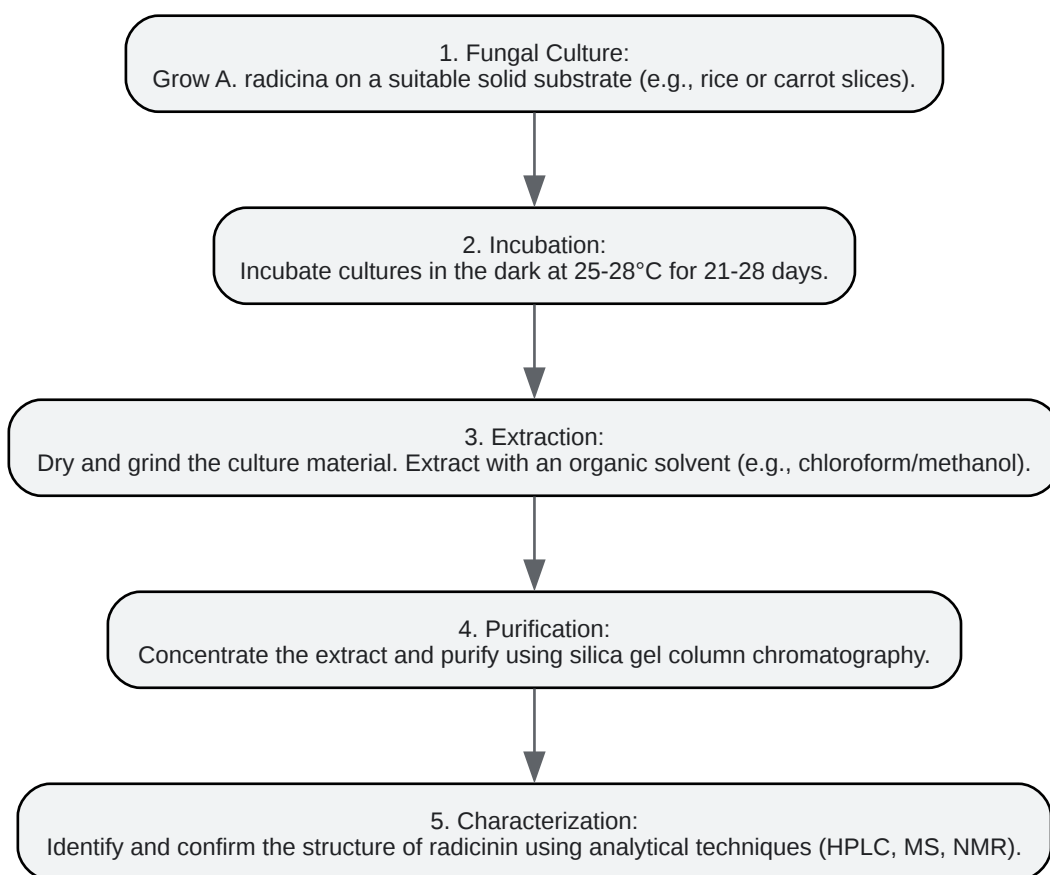 1. Fungal Culture:
Grow A. radicina on a suitable solid substrate (e.g., rice or carrot slices).
2. Incubation:
Incubate cultures in the dark at 25-28°C for 21-28 days.
3. Extraction:
Dry and grind the culture material. Extract with an organic solvent (e.g., chloroform/methanol).
4. Purification:
Concentrate the extract and purify using silica gel column chromatography.
5. Characterization:
Identify and confirm the structure of radicinin using analytical techniques (HPLC, MS, NMR).